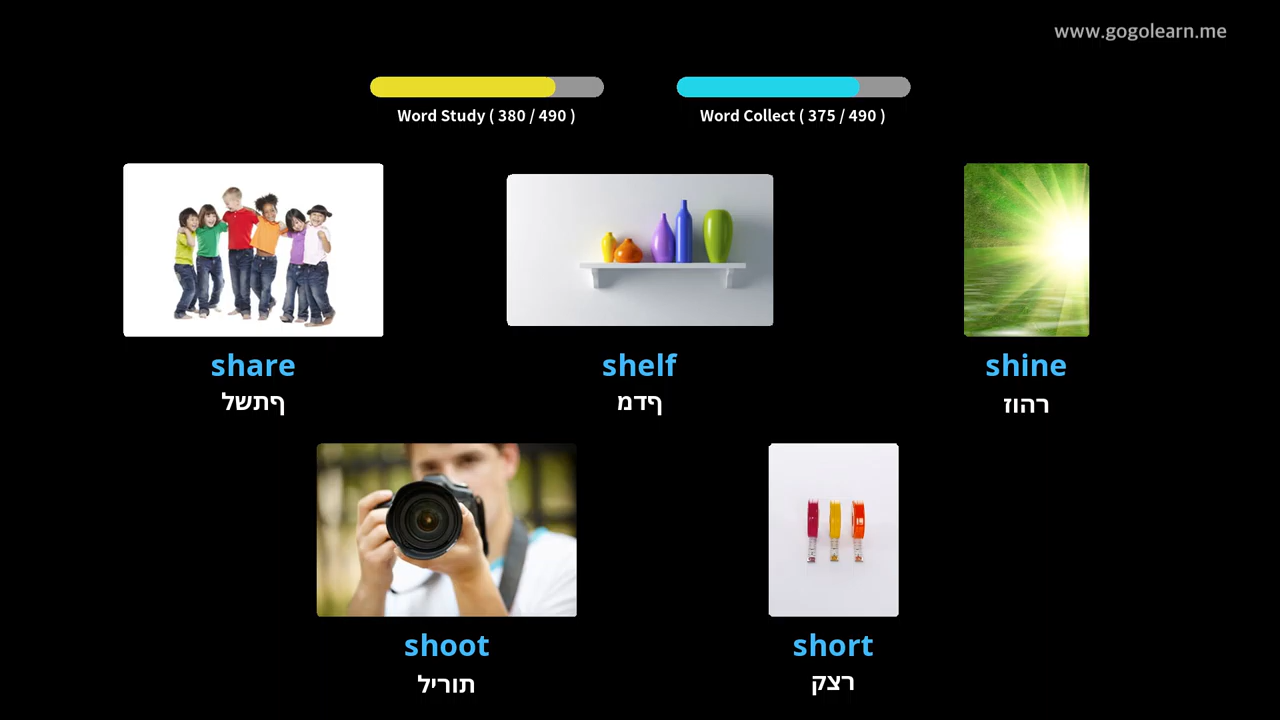 www.gogolearn.me
Word Study ( 380 / 490 )
Word Collect ( 375 / 490 )
share
ףתשל
shelf
ףדמ
shine
רהוז
shoot
תוריל
short
רצק